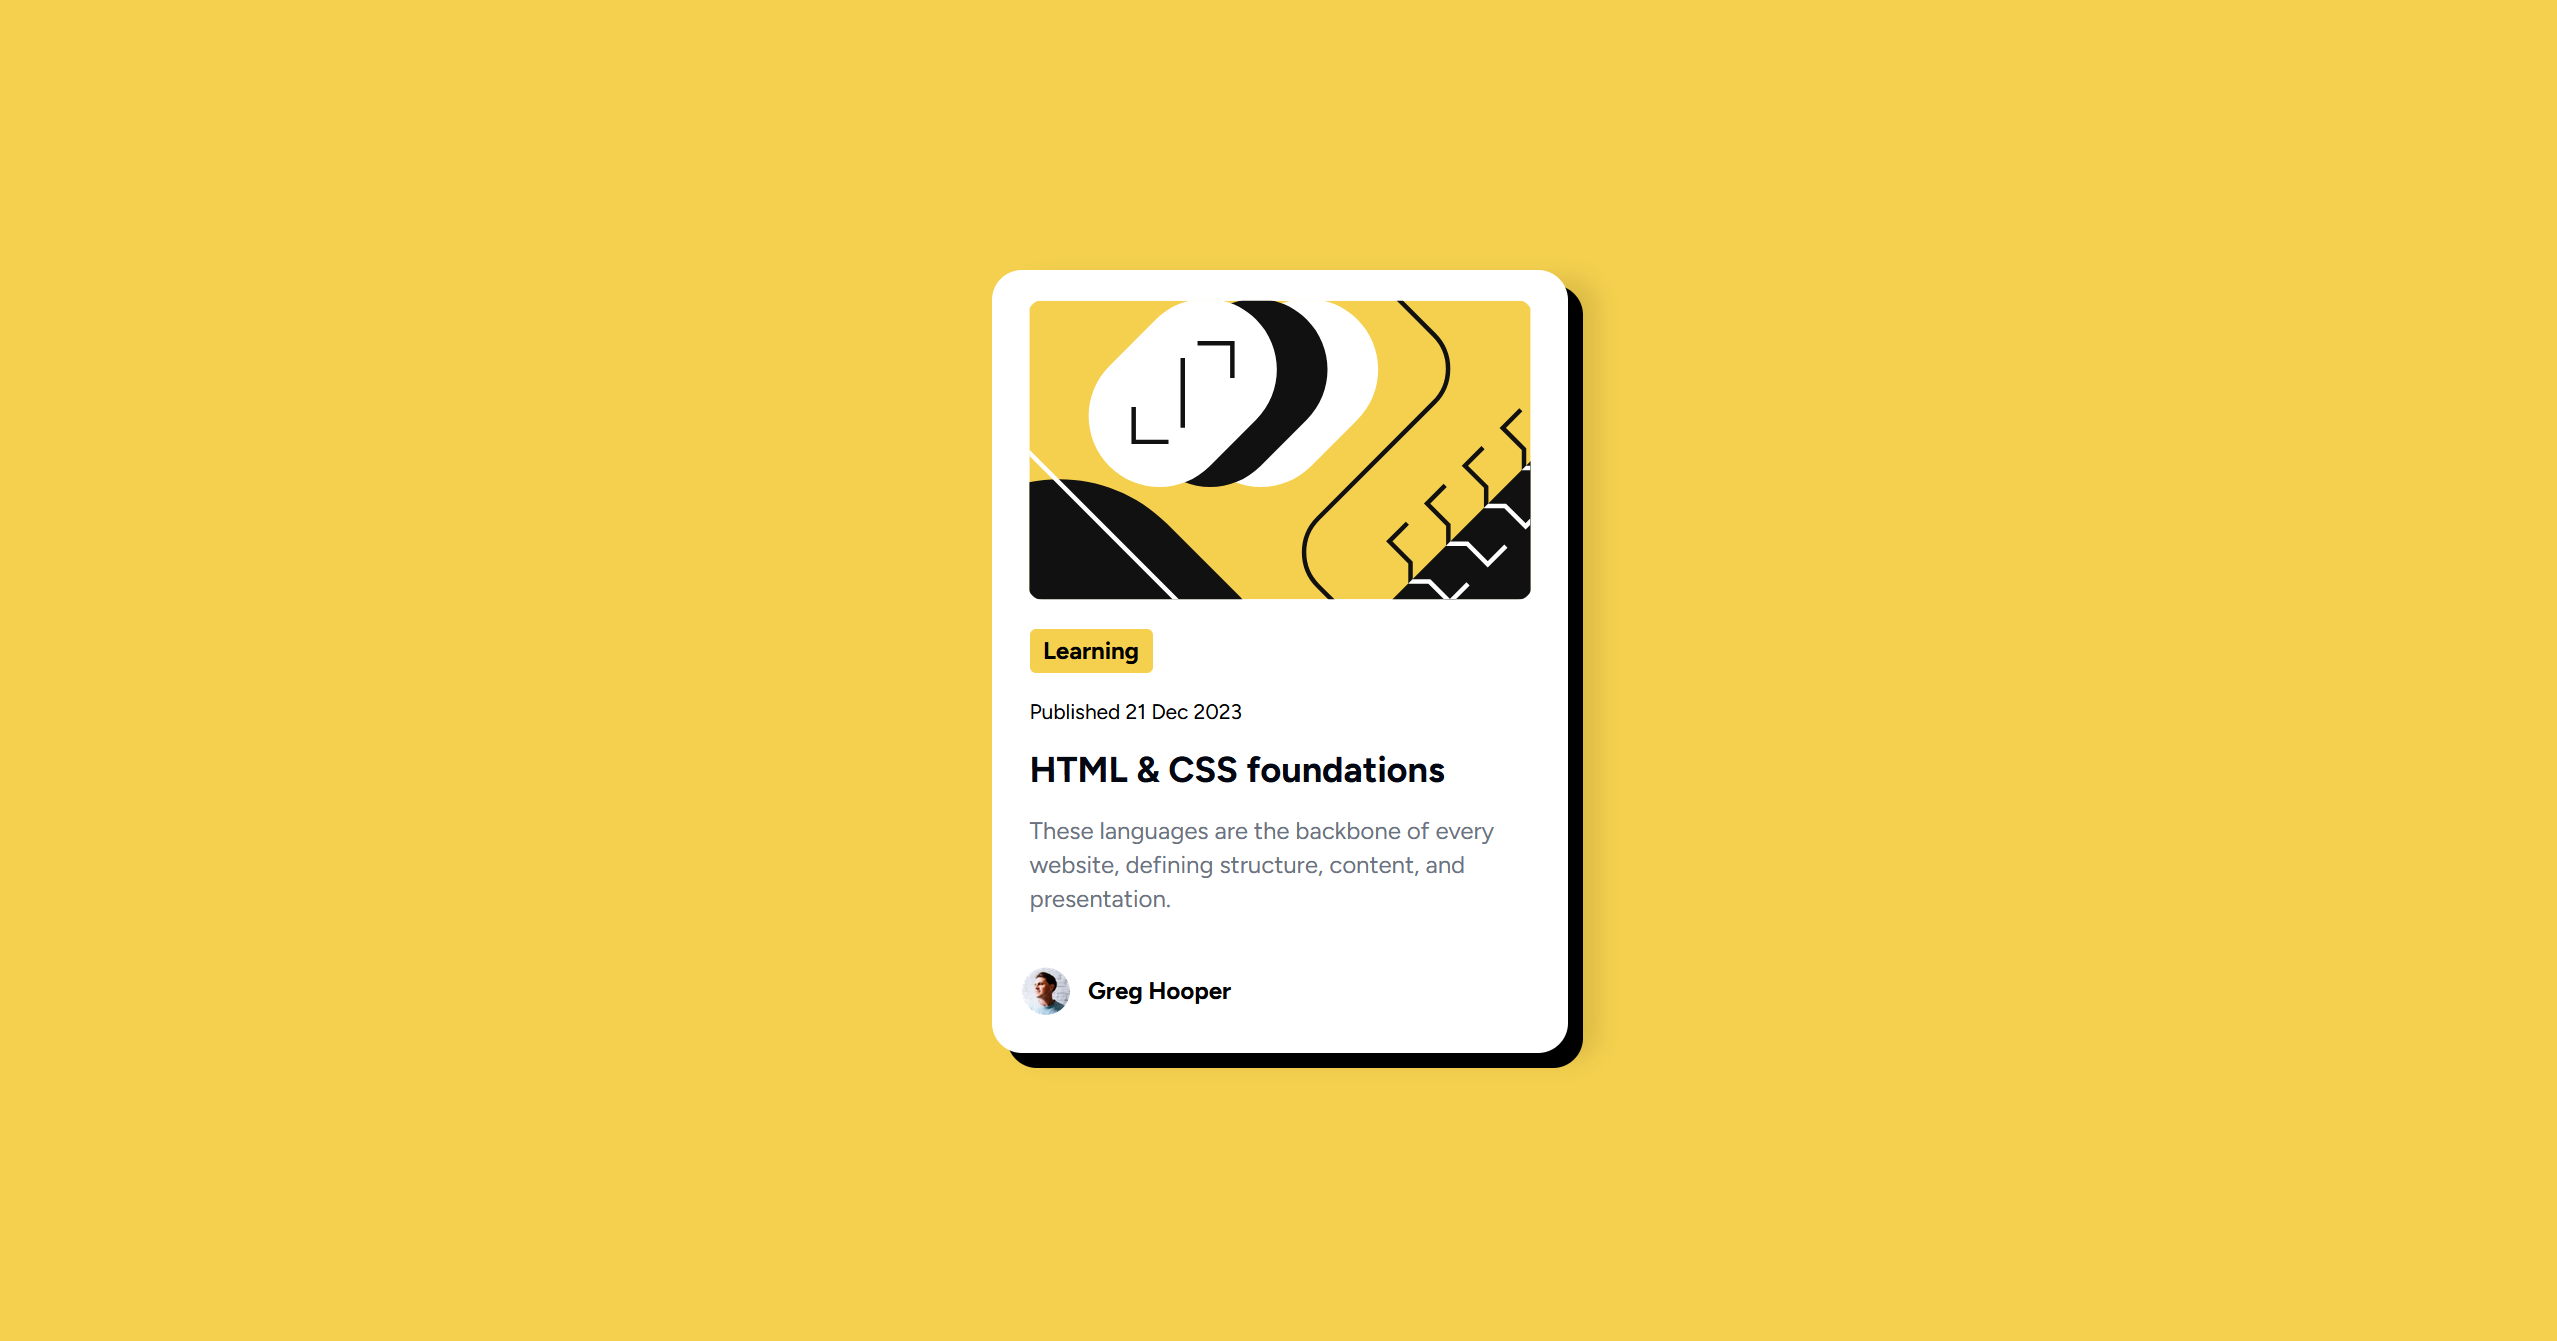 Learning
Published 21 Dec 2023
HTML & CSS foundations
These languages are the backbone of every
website, defining structure, content, and
presentation.
Greg Hooper